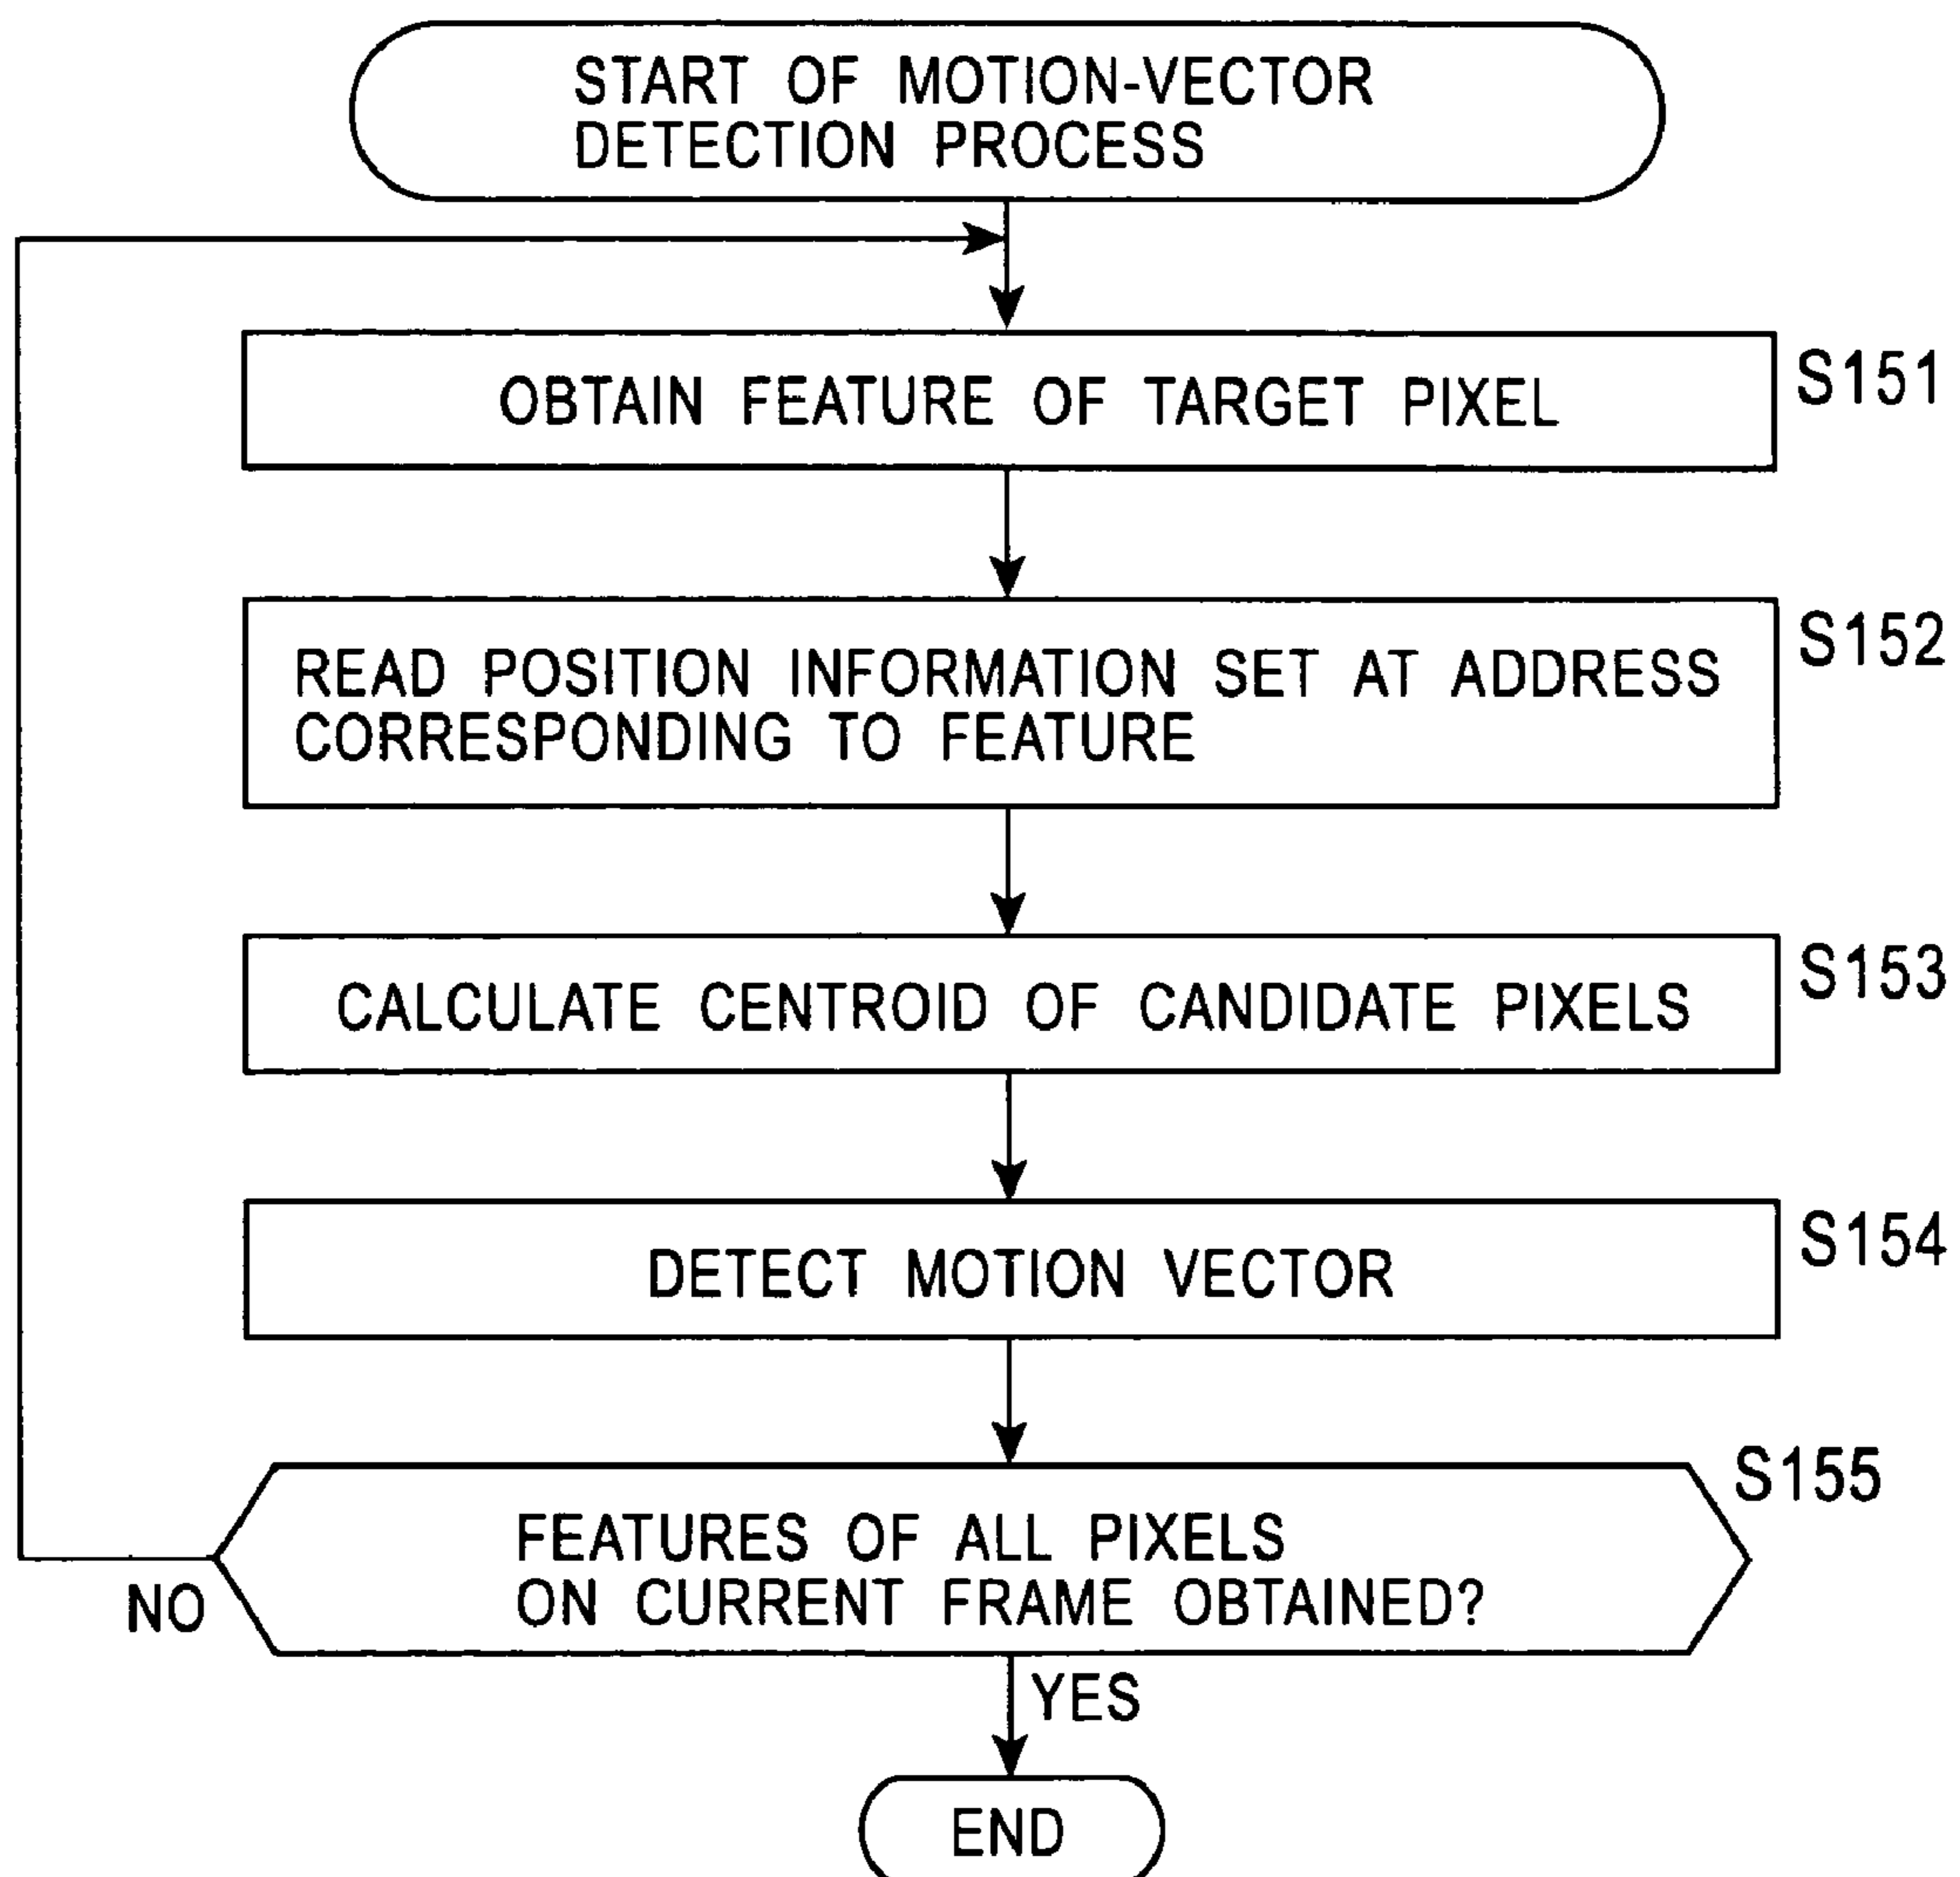 START OF MOTION-VECTOR
DETECTION PROCESS
OBTAIN FEATURE OF TARGET PIXEL
S151
READ POSITION INFORMATION SET AT ADDRESS
CORRESPONDING TO FEATURE
S152
CALCULATE CENTROID OF CANDIDATE PIXELS
S153
DETECT MOTION VECTOR
S154
FEATURES OF ALL PIXELS
ON CURRENT FRAME OBTAINED?
S155
NO
YES
END